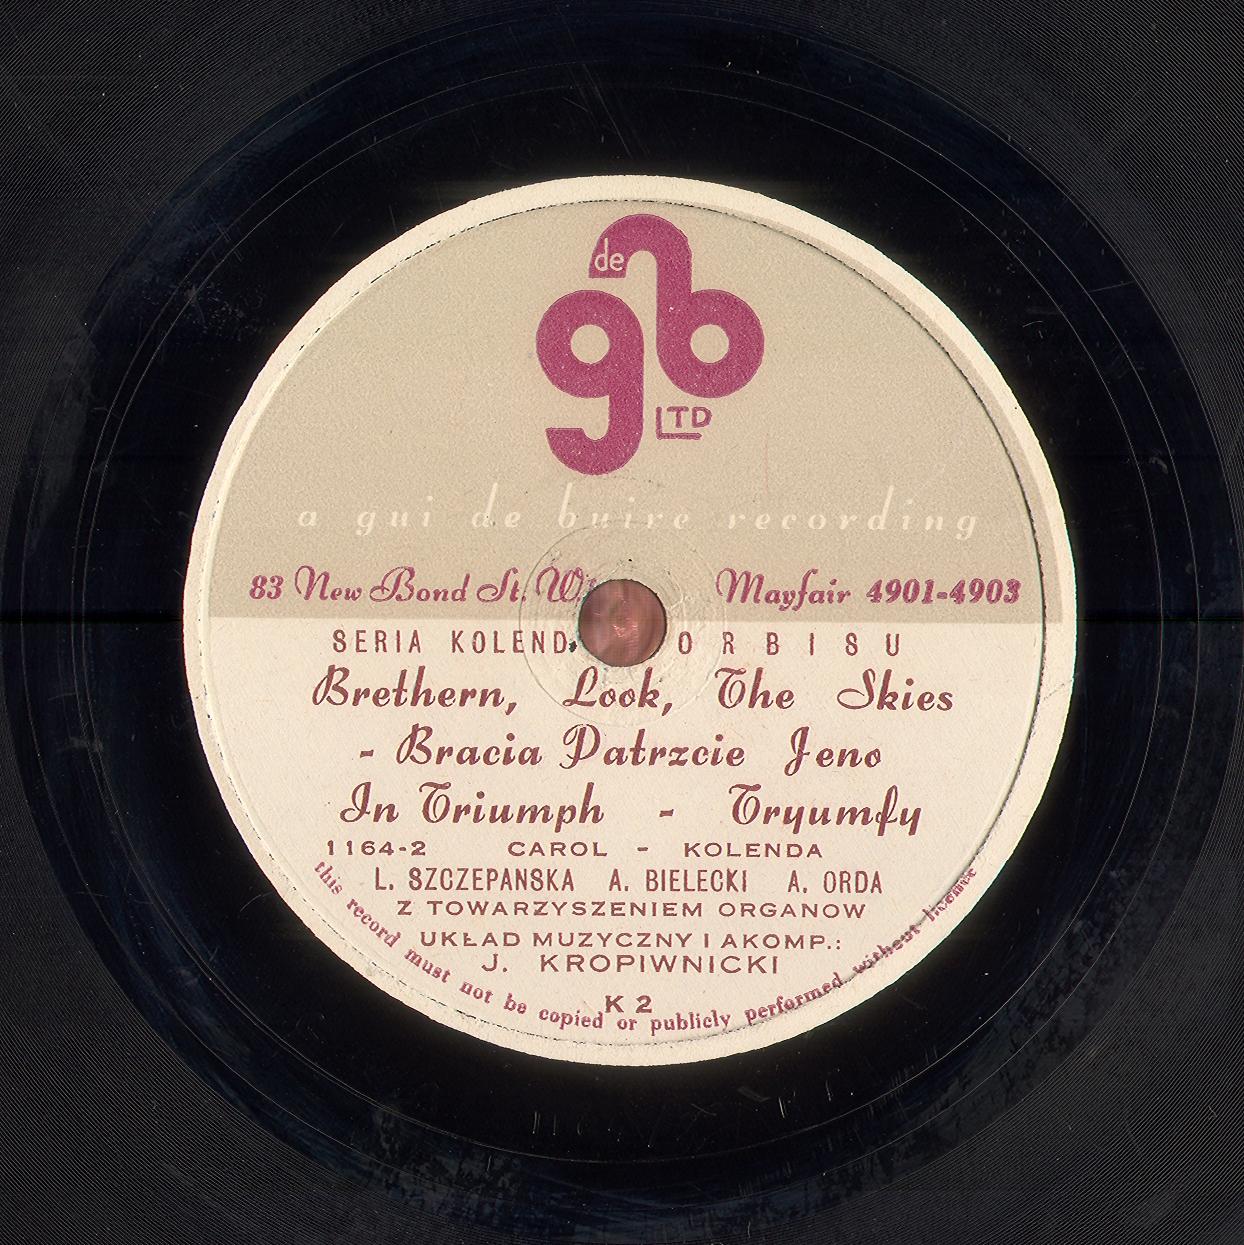 de
gb
LTD
a gui de buire recording
83 New Bond St. W Mayfair 4901-4903
SERIA KOLEND ORBISU
Brethern, Look, The Skies
- Bracia Patrzcie Jeno
In Triumph - Tryumfy
1164-2 CAROL - KOLENDA
L. SZCZEPANSKA A. BIELECKI A. ORDA
Z TOWARZYSZENIEM ORGANOW
UKŁAD MUZYCZNY I AKOMP.:
J. KROPIWNICKI
K 2
this record must not be copied or publicly performed without licence